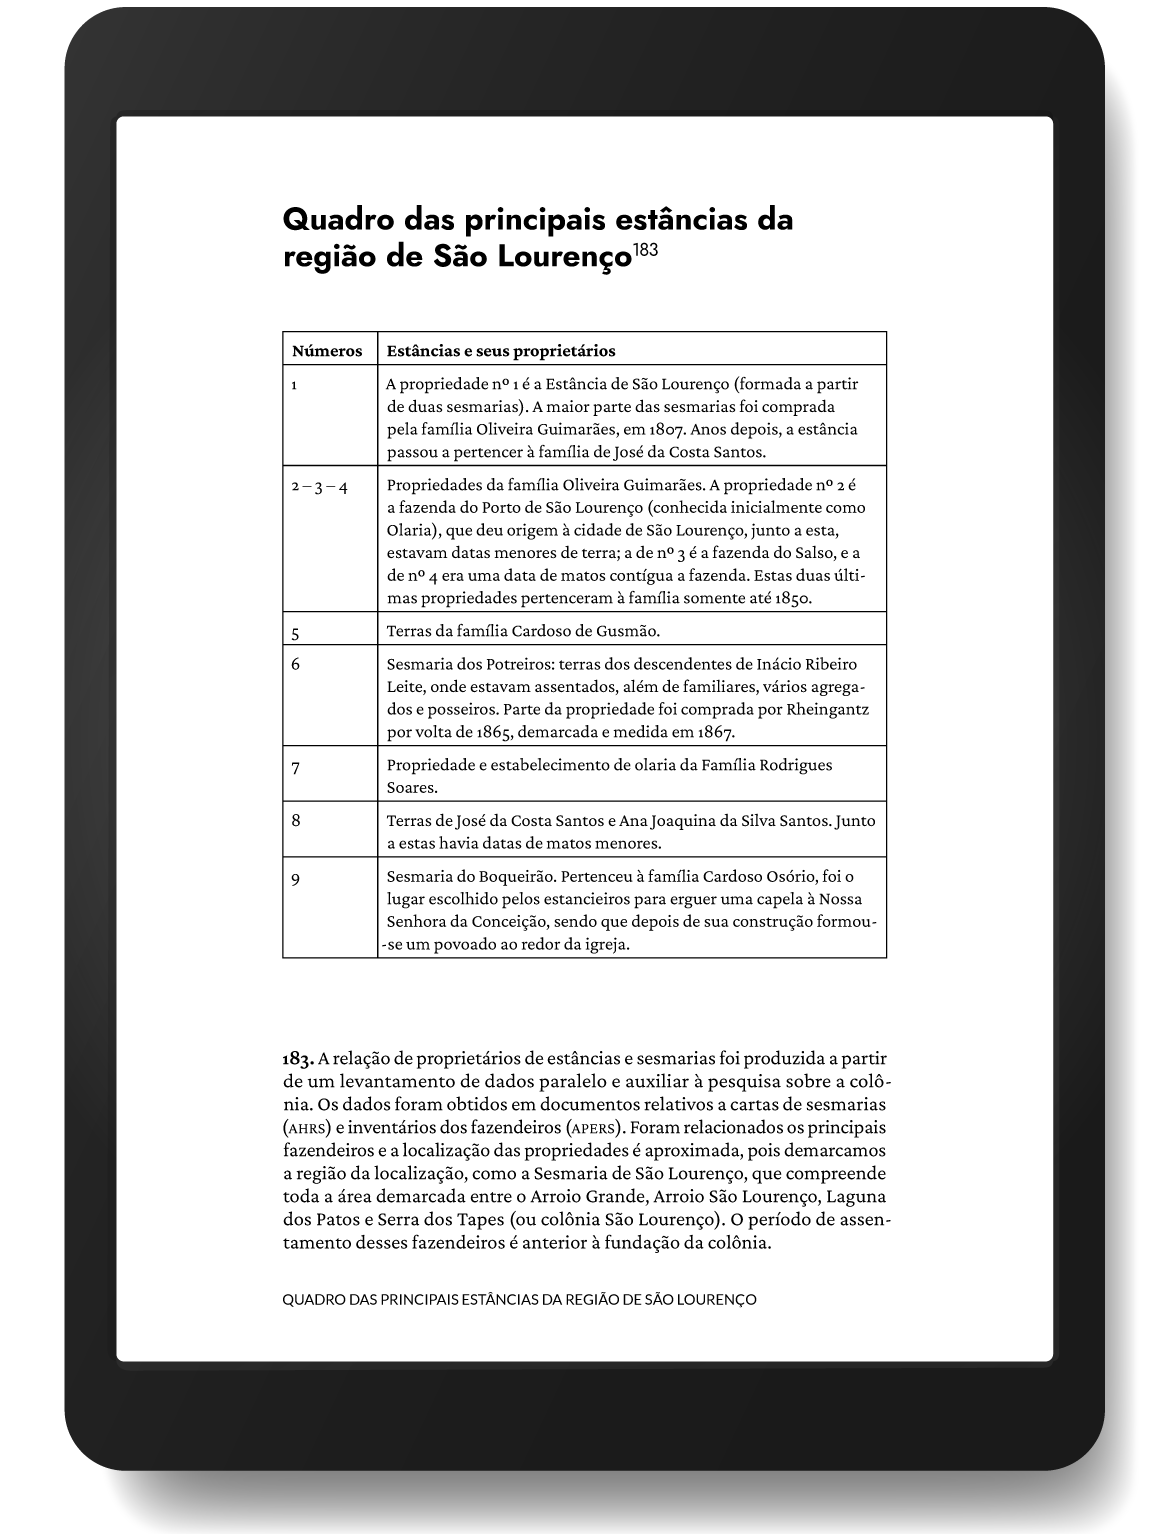 Quadro das principais estâncias da
região de São Lourenço183
Números Estâncias e seus proprietários
1 A propriedade nº 1 é a Estância de São Lourenço (formada a partir
de duas sesmarias). A maior parte das sesmarias foi comprada
pela família Oliveira Guimarães, em 1807. Anos depois, a estância
passou a pertencer à família de José da Costa Santos.
2 – 3 – 4 Propriedades da família Oliveira Guimarães. A propriedade nº 2 é
a fazenda do Porto de São Lourenço (conhecida inicialmente como
Olaria), que deu origem à cidade de São Lourenço, junto a esta,
estavam datas menores de terra; a de nº 3 é a fazenda do Salso, e a
de nº 4 era uma data de matos contígua a fazenda. Estas duas últi-
mas propriedades pertenceram à família somente até 1850.
5 Terras da família Cardoso de Gusmão.
6 Sesmaria dos Potreiros: terras dos descendentes de Inácio Ribeiro
Leite, onde estavam assentados, além de familiares, vários agrega-
dos e posseiros. Parte da propriedade foi comprada por Rheingantz
por volta de 1865, demarcada e medida em 1867.
7 Propriedade e estabelecimento de olaria da Família Rodrigues
Soares.
8 Terras de José da Costa Santos e Ana Joaquina da Silva Santos. Junto
a estas havia datas de matos menores.
9 Sesmaria do Boqueirão. Pertenceu à família Cardoso Osório, foi o
lugar escolhido pelos estancieiros para erguer uma capela à Nossa
Senhora da Conceição, sendo que depois de sua construção formou-
-se um povoado ao redor da igreja.
183. A relação de proprietários de estâncias e sesmarias foi produzida a partir
de um levantamento de dados paralelo e auxiliar à pesquisa sobre a colô-
nia. Os dados foram obtidos em documentos relativos a cartas de sesmarias
(AHRS) e inventários dos fazendeiros (APERS). Foram relacionados os principais
fazendeiros e a localização das propriedades é aproximada, pois demarcamos
a região da localização, como a Sesmaria de São Lourenço, que compreende
toda a área demarcada entre o Arroio Grande, Arroio São Lourenço, Laguna
dos Patos e Serra dos Tapes (ou colônia São Lourenço). O período de assen-
tamento desses fazendeiros é anterior à fundação da colônia.
QUADRO DAS PRINCIPAIS ESTÂNCIAS DA REGIÃO DE SÃO LOURENÇO